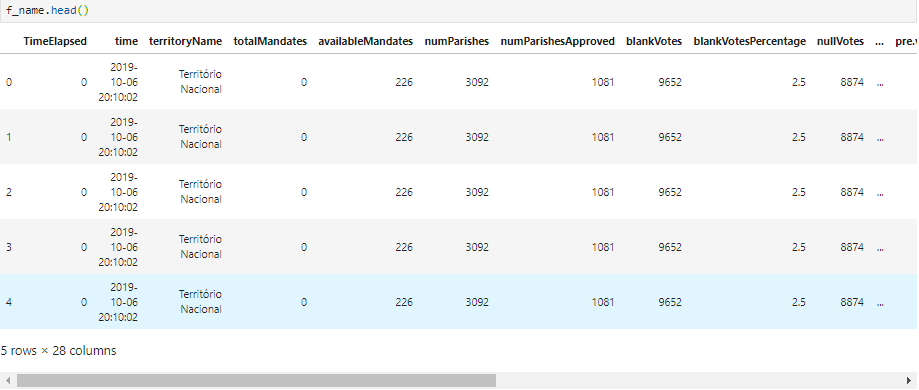 f_name.head()
TimeElapsed time territoryName totalMandates availableMandates numParishes numParishesApproved blankVotes blankVotesPercentage nullVotes ... pre.v
0 0 2019-10-06 20:10:02 Território Nacional 0 226 3092 1081 9652 2.5 8874 ...
1 0 2019-10-06 20:10:02 Território Nacional 0 226 3092 1081 9652 2.5 8874 ...
2 0 2019-10-06 20:10:02 Território Nacional 0 226 3092 1081 9652 2.5 8874 ...
3 0 2019-10-06 20:10:02 Território Nacional 0 226 3092 1081 9652 2.5 8874 ...
4 0 2019-10-06 20:10:02 Território Nacional 0 226 3092 1081 9652 2.5 8874 ...
5 rows × 28 columns